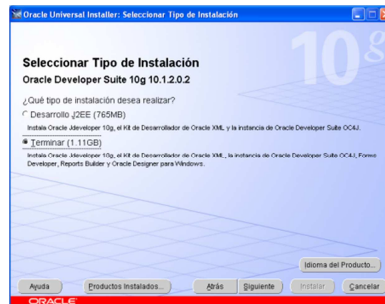 Oracle Universal Installer: Seleccionar Tipo de Instalación
10g
Seleccionar Tipo de Instalación
Oracle Developer Suite 10g 10.1.2.0.2
¿Qué tipo de instalación desea realizar?
Desarrollo J2EE (765MB)
Instala Oracle Jdeveloper 10g, el Kit de Desarrollador de Oracle XML y la instancia de Oracle Developer Suite OC4J.
Terminar (1.11GB)
Instala Oracle Jdeveloper 10g, el Kit de Desarrollador de Oracle XML, la instancia de Oracle Developer Suite OC4J, Forms
Developer, Reports Builder y Oracle Designer para Windows.
Idioma del Producto...
Ayuda Productos Instalados... Atrás Siguiente Instalar Cancelar
ORACLE